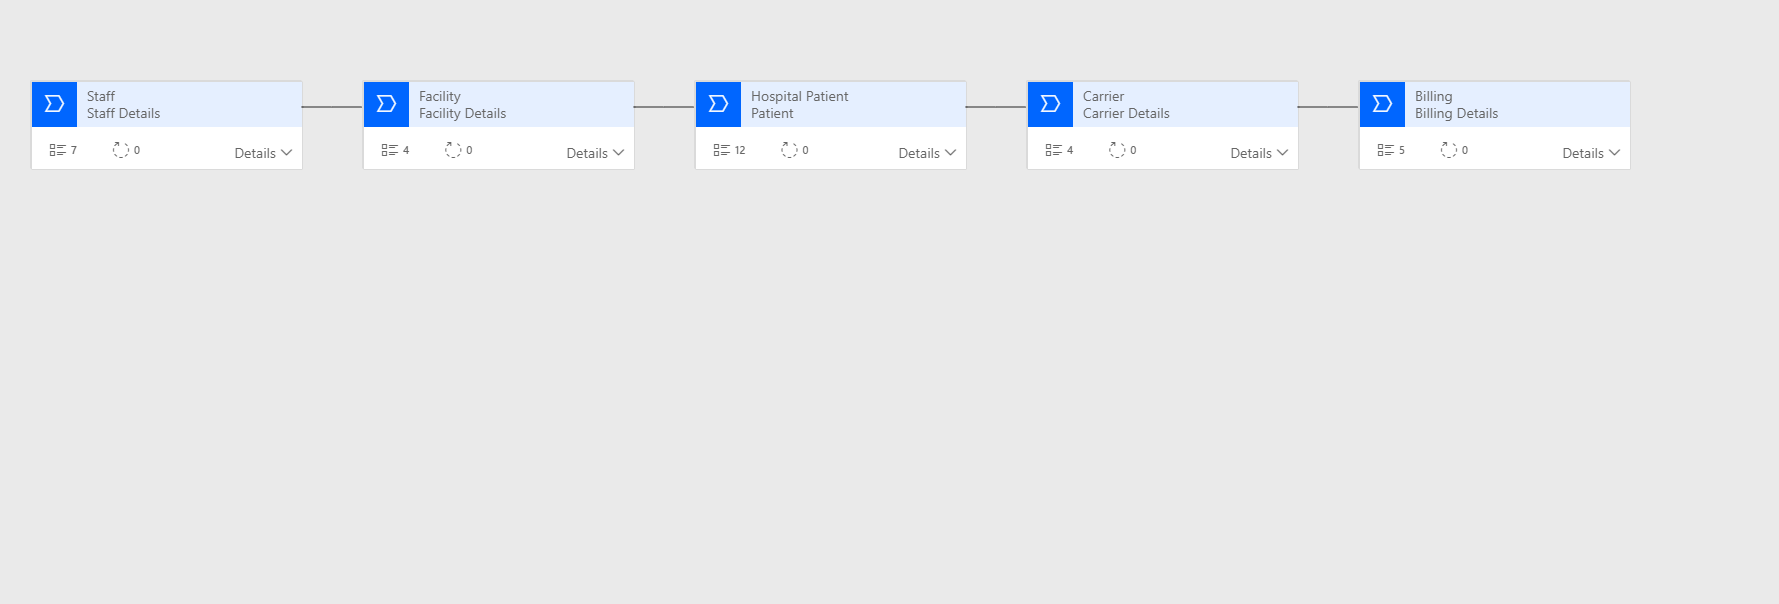 Staff
Staff Details
7
0
Details
Facility
Facility Details
4
0
Details
Hospital Patient
Patient
12
0
Details
Carrier
Carrier Details
4
0
Details
Billing
Billing Details
5
0
Details